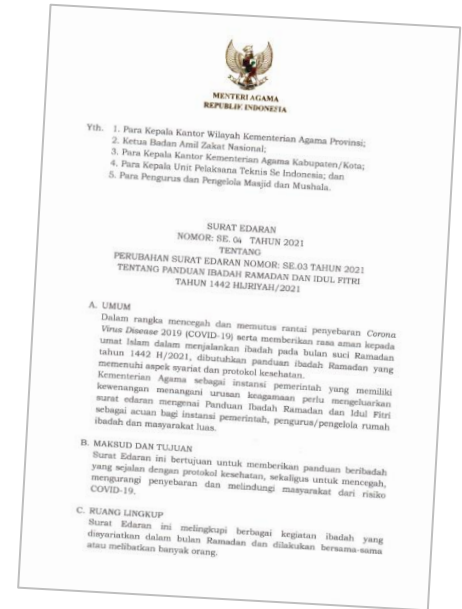 MENTERI AGAMA
REPUBLIK INDONESIA
Yth. 1. Para Kepala Kantor Wilayah Kementerian Agama Provinsi;
2. Ketua Badan Amil Zakat Nasional;
3. Para Kepala Kantor Kementerian Agama Kabupaten/Kota;
4. Para Kepala Unit Pelaksana Teknis Se Indonesia; dan
5. Para Pengurus dan Pengelola Masjid dan Mushala.
SURAT EDARAN
NOMOR: SE. 04 TAHUN 2021
TENTANG
PERUBAHAN SURAT EDARAN NOMOR: SE.03 TAHUN 2021
TENTANG PANDUAN IBADAH RAMADAN DAN IDUL FITRI
TAHUN 1442 HIJRIYAH/2021
A. UMUM
Dalam rangka mencegah dan memutus rantai penyebaran Corona
Virus Disease 2019 (COVID-19) serta memberikan rasa aman kepada
umat Islam dalam menjalankan ibadah pada bulan suci Ramadan
tahun 1442 H/2021, dibutuhkan panduan ibadah Ramadan yang
memenuhi aspek syariat dan protokol kesehatan.
Kementerian Agama sebagai instansi pemerintah yang memiliki
kewenangan menangani urusan keagamaan perlu mengeluarkan
surat edaran mengenai Panduan Ibadah Ramadan dan Idul Fitri
sebagai acuan bagi instansi pemerintah, pengurus/pengelola rumah
ibadah dan masyarakat luas.
B. MAKSUD DAN TUJUAN
Surat Edaran ini bertujuan untuk memberikan panduan beribadah
yang sejalan dengan protokol kesehatan, sekaligus untuk mencegah,
mengurangi penyebaran dan melindungi masyarakat dari risiko
COVID-19.
C. RUANG LINGKUP
Surat Edaran ini melingkupi berbagai kegiatan ibadah yang
disyariatkan dalam bulan Ramadan dan dilakukan bersama-sama
atau melibatkan banyak orang.